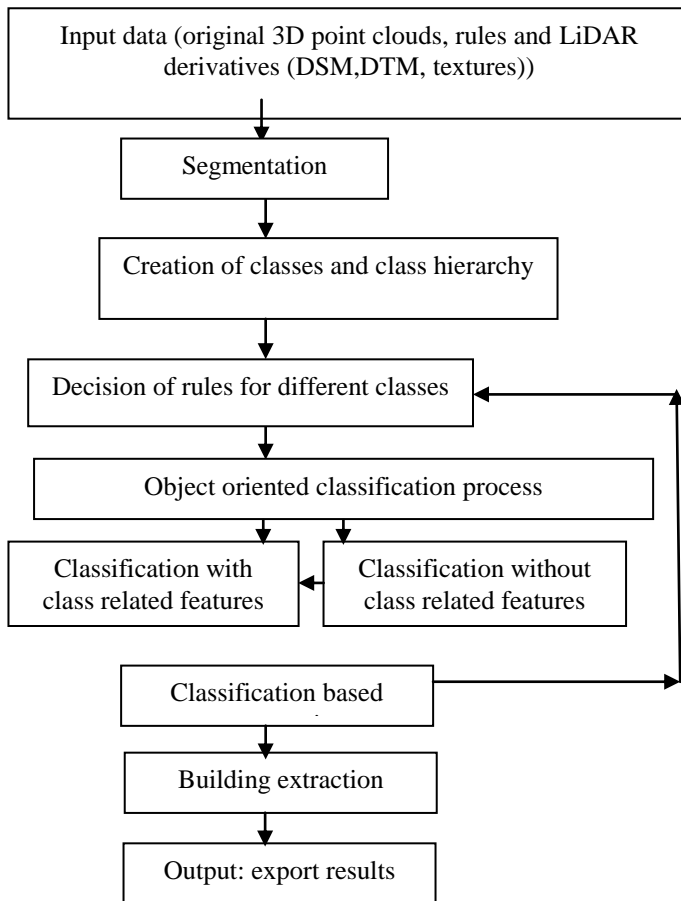 Input data (original 3D point clouds, rules and LiDAR
derivatives (DSM,DTM, textures))
Segmentation
Creation of classes and class hierarchy
Decision of rules for different classes
Object oriented classification process
Classification with
class related features
Classification without
class related features
Classification based
Building extraction
Output: export results